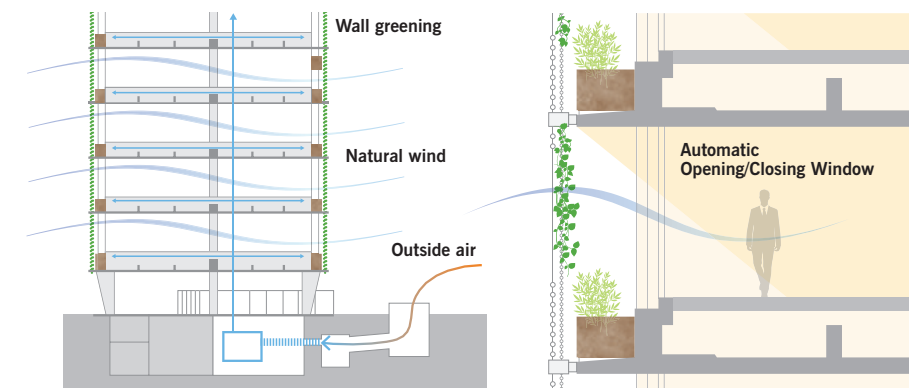 Wall greening
Natural wind
Outside air
Automatic
Opening/Closing Window